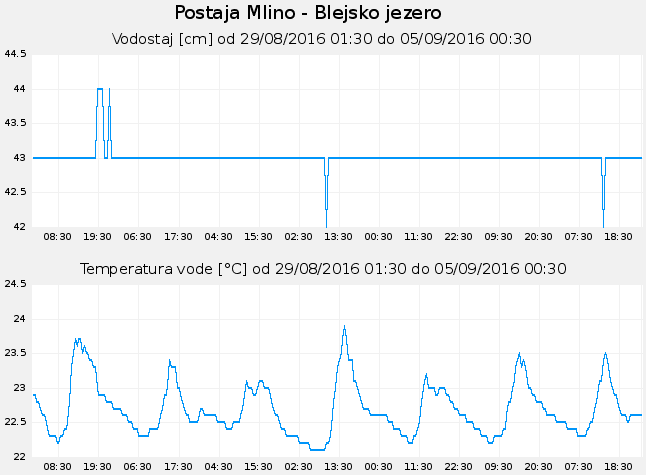 Postaja Mlino - Blejsko jezero
Vodostaj [cm] od 29/08/2016 01:30 do 05/09/2016 00:30
44.5
44
43.5
43
42.5
42
08:30 19:30 06:30 17:30 04:30 15:30 02:30 13:30 00:30 11:30 22:30 09:30 20:30 07:30 18:30
Temperatura vode [°C] od 29/08/2016 01:30 do 05/09/2016 00:30
24.5
24
23.5
23
22.5
22
08:30 19:30 06:30 17:30 04:30 15:30 02:30 13:30 00:30 11:30 22:30 09:30 20:30 07:30 18:30